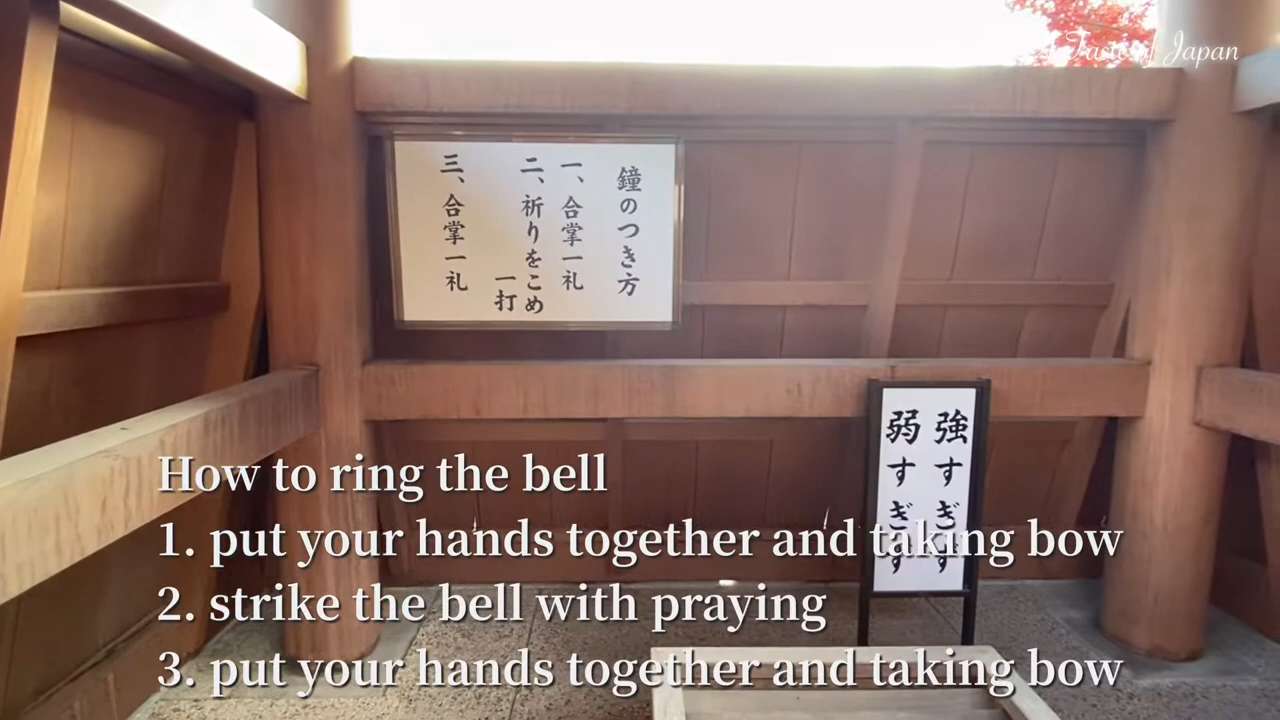 A Taste of Japan
鐘のつき方
一、合掌一礼
二、祈りをこめ
一打
三、合掌一礼
強すぎず
弱すぎず
How to ring the bell
1. put your hands together and taking bow
2. strike the bell with praying
3. put your hands together and taking bow